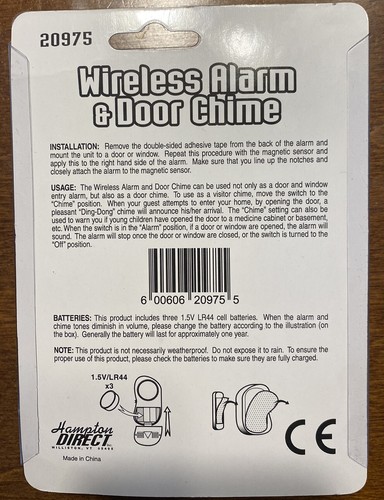 20975
Wireless Alarm
& Door Chime
INSTALLATION: Remove the double-sided adhesive tape from the back of the alarm and
mount the unit to a door or window. Repeat this procedure with the magnetic sensor and
apply this to the right hand side of the alarm. Make sure that you line up the notches and
closely attach the alarm to the magnetic sensor.
USAGE: The Wireless Alarm and Door Chime can be used not only as a door and window
entry alarm, but also as a door chime. To use as a visitor chime, move the switch to the
"Chime" position. When your guest attempts to enter your home, by opening the door, a
pleasant "Ding-Dong" chime will announce his/her arrival. The "Chime" setting can also be
used to warn you if young children have opened the door to a medicine cabinet or basement,
etc. When the switch is in the "Alarm" position, if a door or window are opened, the alarm will
sound. The alarm will stop once the door or window are closed, or the switch is turned to the
"Off" position.
6 00606 20975 5
BATTERIES: This product includes three 1.5V LR44 cell batteries. When the alarm and
chime tones diminish in volume, please change the battery according to the illustration (on
the box). Generally the battery will last for approximately one year.
NOTE: This product is not necessarily weatherproof. Do not expose it to rain. To ensure the
proper use of this product, please check the batteries to make sure they are fully charged.
1.5V/LR44
x3
Hampton
DIRECT
WILLISTON, VT 05495
Made in China
CE